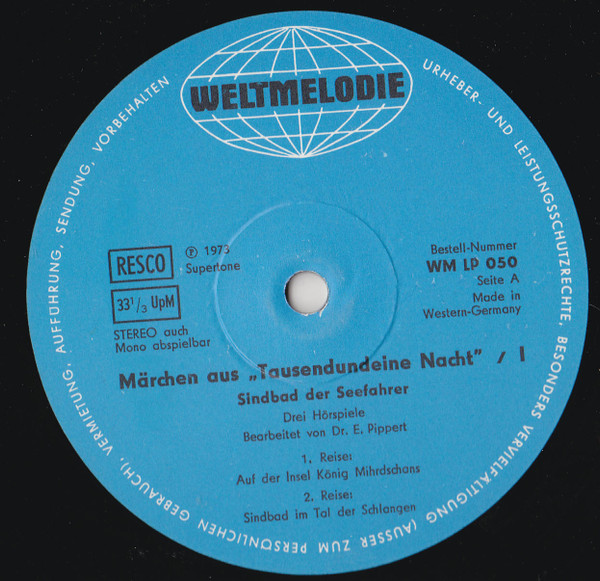 WELTMELODIE
URHEBER- UND LEISTUNGSSCHUTZRECHTE, BESONDERS VERVIELFÄLTIGUNG (AUSSER ZUM PERSÖNLICHEN GEBRAUCH), VERMIETUNG, AUFFÜHRUNG, SENDUNG, VORBEHALTEN
RESCO
33 1/3 UpM
STEREO auch
Mono abspielbar
Ⓟ 1973
Supertone
Bestell-Nummer
WM LP 050
Seite A
Made in
Western-Germany
Märchen aus „Tausendundeine Nacht" / I
Sindbad der Seefahrer
Drei Hörspiele
Bearbeitet von Dr. E. Pippert
1. Reise:
Auf der Insel König Mihrdschans
2. Reise:
Sindbad im Tal der Schlangen